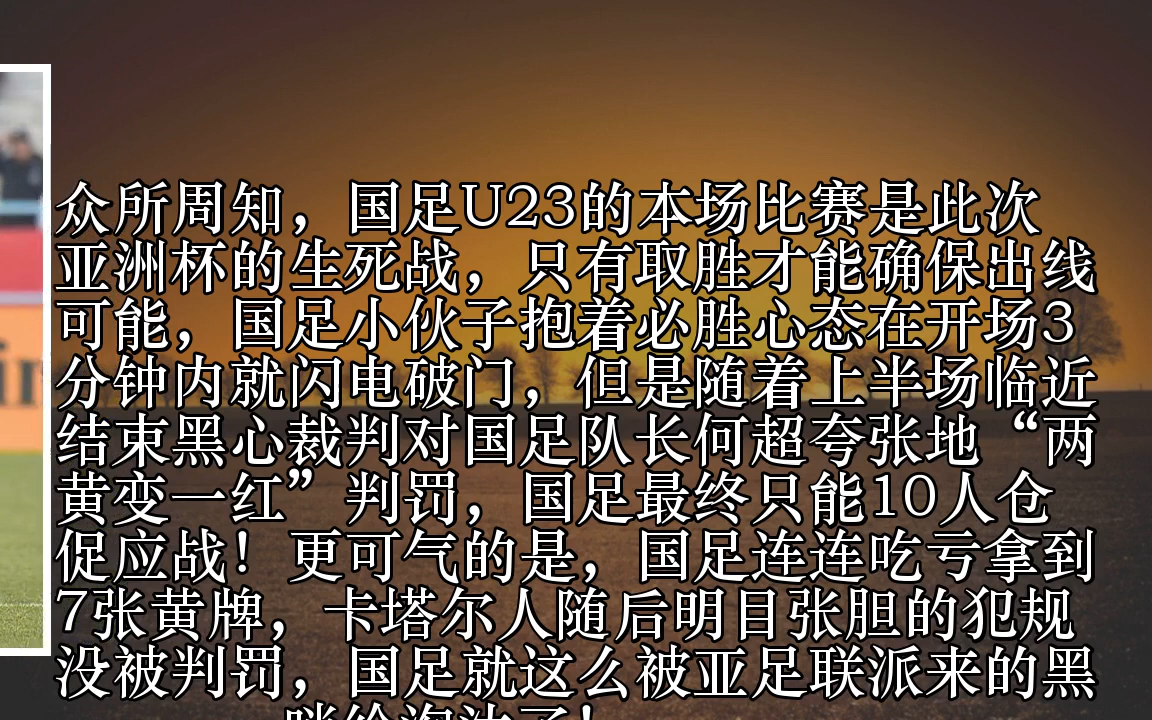 众所周知，国足U23的本场比赛是此次
亚洲杯的生死战，只有取胜才能确保出线
可能，国足小伙子抱着必胜心态在开场3
分钟内就闪电破门，但是随着上半场临近
结束黑心裁判对国足队长何超夸张地“两
黄变一红”判罚，国足最终只能10人仓
促应战！更可气的是，国足连连吃亏拿到
7张黄牌，卡塔尔人随后明目张胆的犯规
没被判罚，国足就这么被亚足联派来的黑
哨给淘汰了！